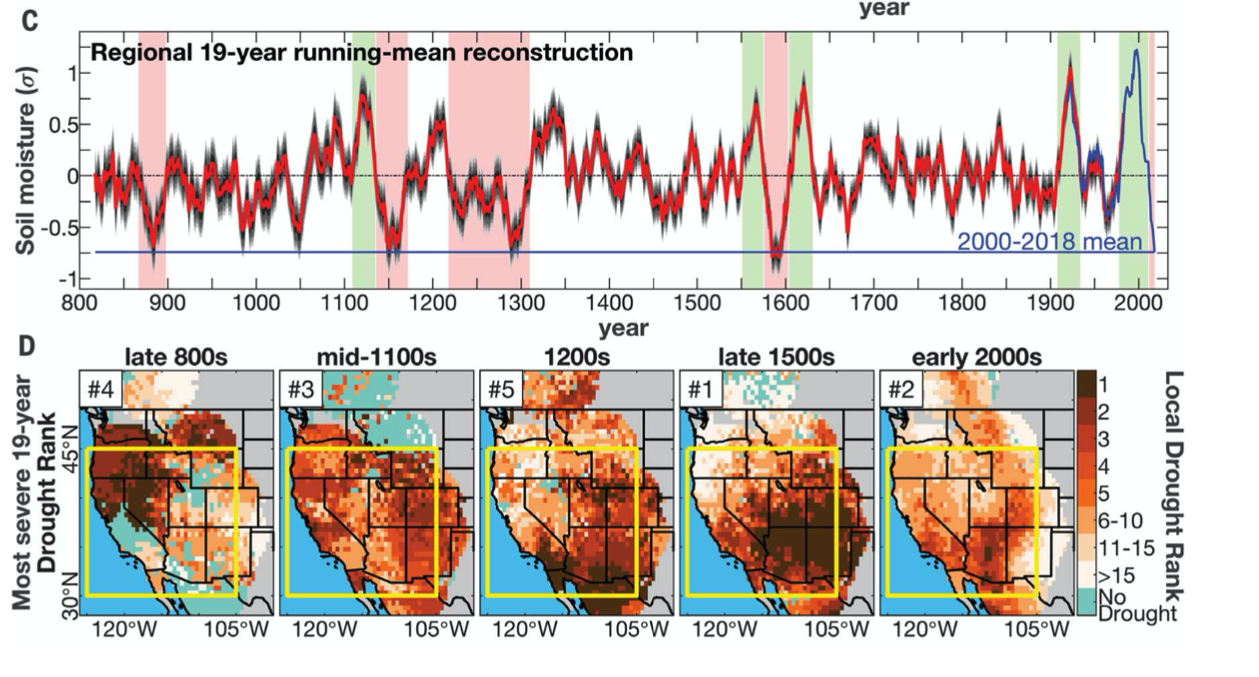 year
C
Regional 19-year running-mean reconstruction
Soil moisture (σ)
1
0.5
0
-0.5
-1
2000-2018 mean
800 900 1000 1100 1200 1300 1400 1500 1600 1700 1800 1900 2000
year
D
late 800s mid-1100s 1200s late 1500s early 2000s
#4 #3 #5 #1 #2
Most severe 19-year
Drought Rank
45°N
30°N
120°W 105°W 120°W 105°W 120°W 105°W 120°W 105°W 120°W 105°W
1
2
3
4
5
6-10
11-15
>15
No
Drought
Local Drought Rank